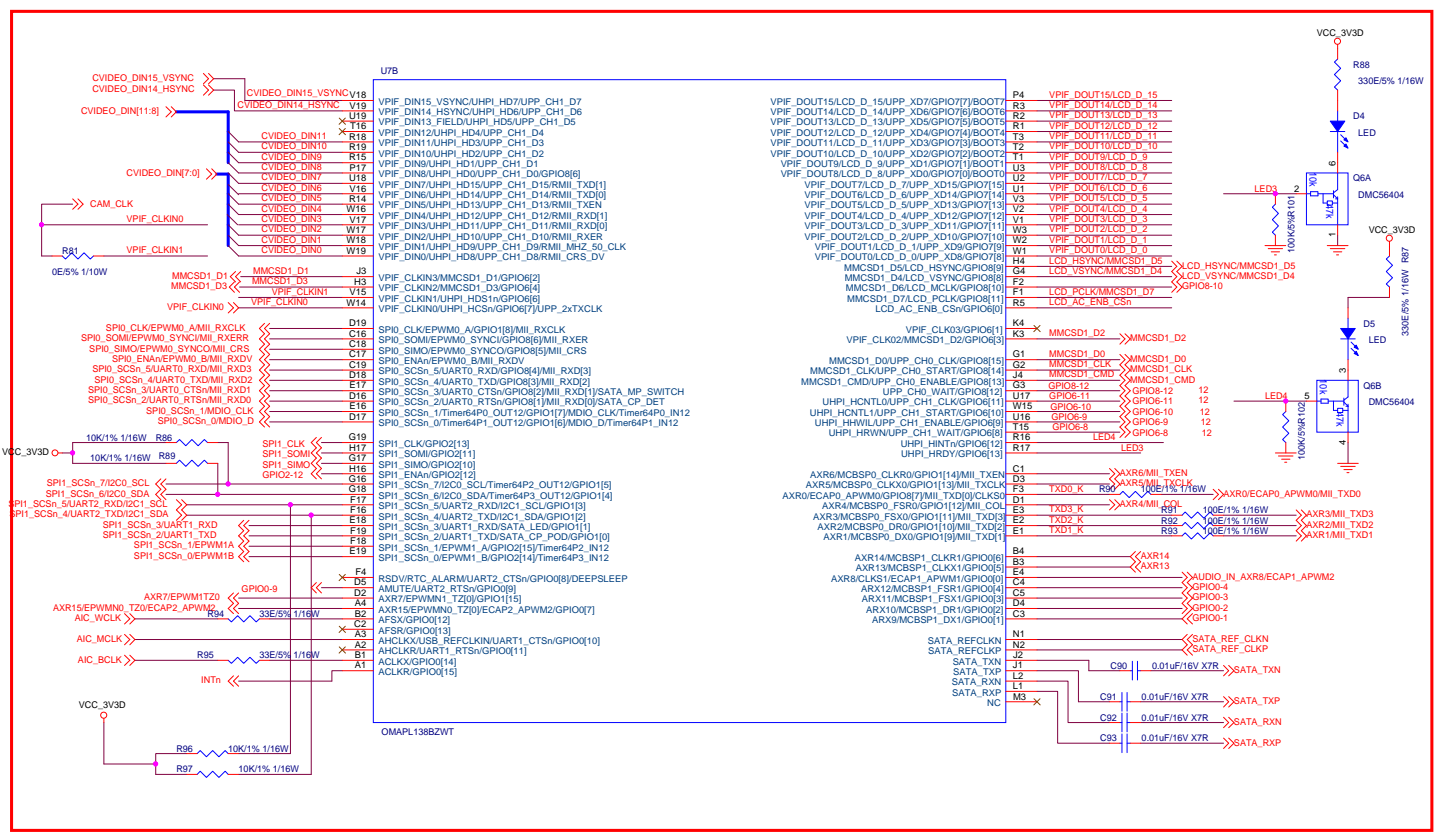 U7B
CVIDEO_DIN15_VSYNC
CVIDEO_DIN14_HSYNC
CVIDEO_DIN[11:8]
CVIDEO_DIN[7:0]
CAM_CLK
VPIF_CLKIN0
VPIF_CLKIN1
R81
0E/5% 1/10W
CVIDEO_DIN15_VSYNC V18 VPIF_DIN15_VSYNC/UHPI_HD7/UPP_CH1_D7
CVIDEO_DIN14_HSYNC V19 VPIF_DIN14_HSYNC/UHPI_HD6/UPP_CH1_D6
U19 VPIF_DIN13_FIELD/UHPI_HD5/UPP_CH1_D5
T16 VPIF_DIN12/UHPI_HD4/UPP_CH1_D4
CVIDEO_DIN11 R18 VPIF_DIN11/UHPI_HD3/UPP_CH1_D3
CVIDEO_DIN10 R19 VPIF_DIN10/UHPI_HD2/UPP_CH1_D2
CVIDEO_DIN9 R15 VPIF_DIN9/UHPI_HD1/UPP_CH1_D1
CVIDEO_DIN8 P17 VPIF_DIN8/UHPI_HD0/UPP_CH1_D0/GPIO8[6]
CVIDEO_DIN7 U18 VPIF_DIN7/UHPI_HD15/UPP_CH1_D15/RMII_TXD[1]
CVIDEO_DIN6 V16 VPIF_DIN6/UHPI_HD14/UPP_CH1_D14/RMII_TXD[0]
CVIDEO_DIN5 R14 VPIF_DIN5/UHPI_HD13/UPP_CH1_D13/RMII_TXEN
CVIDEO_DIN4 W16 VPIF_DIN4/UHPI_HD12/UPP_CH1_D12/RMII_RXD[1]
CVIDEO_DIN3 V17 VPIF_DIN3/UHPI_HD11/UPP_CH1_D11/RMII_RXD[0]
CVIDEO_DIN2 W17 VPIF_DIN2/UHPI_HD10/UPP_CH1_D10/RMII_RXER
CVIDEO_DIN1 W18 VPIF_DIN1/UHPI_HD9/UPP_CH1_D9/RMII_MHZ_50_CLK
CVIDEO_DIN0 W19 VPIF_DIN0/UHPI_HD8/UPP_CH1_D8/RMII_CRS_DV
MMCSD1_D1 MMCSD1_D1 J3 VPIF_CLKIN3/MMCSD1_D1/GPIO6[2]
MMCSD1_D3 MMCSD1_D3 H3 VPIF_CLKIN2/MMCSD1_D3/GPIO6[4]
VPIF_CLKIN1 V15 VPIF_CLKIN1/UHPI_HDS1n/GPIO6[6]
VPIF_CLKIN0 VPIF_CLKIN0 W14 VPIF_CLKIN0/UHPI_HCSn/GPIO6[7]/UPP_2xTXCLK
SPI0_CLK/EPWM0_A/MII_RXCLK D19 SPI0_CLK/EPWM0_A/GPIO1[8]/MII_RXCLK
SPI0_SOMI/EPWM0_SYNCI/MII_RXERR C16 SPI0_SOMI/EPWM0_SYNCI/GPIO8[6]/MII_RXER
SPI0_SIMO/EPWM0_SYNCO/MII_CRS C18 SPI0_SIMO/EPWM0_SYNCO/GPIO8[5]/MII_CRS
SPI0_ENAn/EPWM0_B/MII_RXDV C17 SPI0_ENAn/EPWM0_B/MII_RXDV
SPI0_SCSn_5/UART0_RXD/MII_RXD3 C19 SPI0_SCSn_5/UART0_RXD/GPIO8[4]/MII_RXD[3]
SPI0_SCSn_4/UART0_TXD/MII_RXD2 D18 SPI0_SCSn_4/UART0_TXD/GPIO8[3]/MII_RXD[2]
SPI0_SCSn_3/UART0_CTSn/MII_RXD1 E17 SPI0_SCSn_3/UART0_CTSn/GPIO8[2]/MII_RXD[1]/SATA_MP_SWITCH
SPI0_SCSn_2/UART0_RTSn/MII_RXD0 D16 SPI0_SCSn_2/UART0_RTSn/GPIO8[1]/MII_RXD[0]/SATA_CP_DET
SPI0_SCSn_1/MDIO_CLK E16 SPI0_SCSn_1/Timer64P0_OUT12/GPIO1[7]/MDIO_CLK/Timer64P0_IN12
SPI0_SCSn_0/MDIO_D D17 SPI0_SCSn_0/Timer64P1_OUT12/GPIO1[6]/MDIO_D/Timer64P1_IN12
VCC_3V3D
10K/1% 1/16W R86
10K/1% 1/16W R89
SPI1_CLK G19 SPI1_CLK/GPIO2[13]
SPI1_SOMI H17 SPI1_SOMI/GPIO2[11]
SPI1_SIMO G17 SPI1_SIMO/GPIO2[10]
GPIO2-12 H16 SPI1_ENAn/GPIO2[12]
SPI1_SCSn_7/I2C0_SCL G16 SPI1_SCSn_7/I2C0_SCL/Timer64P2_OUT12/GPIO1[5]
SPI1_SCSn_6/I2C0_SDA G18 SPI1_SCSn_6/I2C0_SDA/Timer64P3_OUT12/GPIO1[4]
SPI1_SCSn_5/UART2_RXD/I2C1_SCL F17 SPI1_SCSn_5/UART2_RXD/I2C1_SCL/GPIO1[3]
SPI1_SCSn_4/UART2_TXD/I2C1_SDA F16 SPI1_SCSn_4/UART2_TXD/I2C1_SDA/GPIO1[2]
SPI1_SCSn_3/UART1_RXD E18 SPI1_SCSn_3/UART1_RXD/SATA_LED/GPIO1[1]
SPI1_SCSn_2/UART1_TXD F19 SPI1_SCSn_2/UART1_TXD/SATA_CP_POD/GPIO1[0]
SPI1_SCSn_1/EPWM1A F18 SPI1_SCSn_1/EPWM1_A/GPIO2[15]/Timer64P2_IN12
SPI1_SCSn_0/EPWM1B E19 SPI1_SCSn_0/EPWM1_B/GPIO2[14]/Timer64P3_IN12
F4 RSDV/RTC_ALARM/UART2_CTSn/GPIO0[8]/DEEPSLEEP
GPIO0-9 D5 AMUTE/UART2_RTSn/GPIO0[9]
AXR7/EPWM1TZ0 D2 AXR7/EPWMN1_TZ[0]/GPIO1[15]
AXR15/EPWMN0_TZ0/ECAP2_APWM2 A4 AXR15/EPWMN0_TZ[0]/ECAP2_APWM2/GPIO0[7]
AIC_WCLK R94 33E/5% 1/16W B2 AFSX/GPIO0[12]
C2 AFSR/GPIO0[13]
AIC_MCLK A3 AHCLKX/USB_REFCLKIN/UART1_CTSn/GPIO0[10]
A2 AHCLKR/UART1_RTSn/GPIO0[11]
AIC_BCLK R95 33E/5% 1/16W B1 ACLKX/GPIO0[14]
INTn A1 ACLKR/GPIO0[15]
VCC_3V3D
R96 10K/1% 1/16W
R97 10K/1% 1/16W
OMAPL138BZWT
VPIF_DOUT15/LCD_D_15/UPP_XD7/GPIO7[7]/BOOT7 P4 VPIF_DOUT15/LCD_D_15
VPIF_DOUT14/LCD_D_14/UPP_XD6/GPIO7[6]/BOOT6 R3 VPIF_DOUT14/LCD_D_14
VPIF_DOUT13/LCD_D_13/UPP_XD5/GPIO7[5]/BOOT5 R2 VPIF_DOUT13/LCD_D_13
VPIF_DOUT12/LCD_D_12/UPP_XD4/GPIO7[4]/BOOT4 R1 VPIF_DOUT12/LCD_D_12
VPIF_DOUT11/LCD_D_11/UPP_XD3/GPIO7[3]/BOOT3 T3 VPIF_DOUT11/LCD_D_11
VPIF_DOUT10/LCD_D_10/UPP_XD2/GPIO7[2]/BOOT2 T2 VPIF_DOUT10/LCD_D_10
VPIF_DOUT9/LCD_D_9/UPP_XD1/GPIO7[1]/BOOT1 T1 VPIF_DOUT9/LCD_D_9
VPIF_DOUT8/LCD_D_8/UPP_XD0/GPIO7[0]/BOOT0 U3 VPIF_DOUT8/LCD_D_8
VPIF_DOUT7/LCD_D_7/UPP_XD15/GPIO7[15] U2 VPIF_DOUT7/LCD_D_7
VPIF_DOUT6/LCD_D_6/UPP_XD14/GPIO7[14] U1 VPIF_DOUT6/LCD_D_6
VPIF_DOUT5/LCD_D_5/UPP_XD13/GPIO7[13] V3 VPIF_DOUT5/LCD_D_5
VPIF_DOUT4/LCD_D_4/UPP_XD12/GPIO7[12] V2 VPIF_DOUT4/LCD_D_4
VPIF_DOUT3/LCD_D_3/UPP_XD11/GPIO7[11] V1 VPIF_DOUT3/LCD_D_3
VPIF_DOUT2/LCD_D_2/UPP_XD10/GPIO7[10] W3 VPIF_DOUT2/LCD_D_2
VPIF_DOUT1/LCD_D_1/UPP_XD9/GPIO7[9] W2 VPIF_DOUT1/LCD_D_1
VPIF_DOUT0/LCD_D_0/UPP_XD8/GPIO7[8] W1 VPIF_DOUT0/LCD_D_0
MMCSD1_D5/LCD_HSYNC/GPIO8[9] H4 LCD_HSYNC/MMCSD1_D5 LCD_HSYNC/MMCSD1_D5
MMCSD1_D4/LCD_VSYNC/GPIO8[8] G4 LCD_VSYNC/MMCSD1_D4 LCD_VSYNC/MMCSD1_D4
MMCSD1_D6/LCD_MCLK/GPIO8[10] F2 GPIO8-10
MMCSD1_D7/LCD_PCLK/GPIO8[11] F1 LCD_PCLK/MMCSD1_D7
LCD_AC_ENB_CSn/GPIO6[0] R5 LCD_AC_ENB_CSn
VPIF_CLK03/GPIO6[1] K4
VPIF_CLK02/MMCSD1_D2/GPIO6[3] K3 MMCSD1_D2 MMCSD1_D2
MMCSD1_D0/UPP_CH0_CLK/GPIO8[15] G1 MMCSD1_D0 MMCSD1_D0
MMCSD1_CLK/UPP_CH0_START/GPIO8[14] G2 MMCSD1_CLK MMCSD1_CLK
MMCSD1_CMD/UPP_CH0_ENABLE/GPIO8[13] J4 MMCSD1_CMD MMCSD1_CMD
UPP_CH0_WAIT/GPIO8[12] G3 GPIO8-12 GPIO8-12 12
UHPI_HCNTL0/UPP_CH1_CLK/GPIO6[11] U17 GPIO6-11 GPIO6-11 12
UHPI_HCNTL1/UPP_CH1_START/GPIO6[10] W15 GPIO6-10 GPIO6-10 12
UHPI_HHWIL/UPP_CH1_ENABLE/GPIO6[9] U16 GPIO6-9 GPIO6-9 12
UHPI_HRWN/UPP_CH1_WAIT/GPIO6[8] T15 GPIO6-8 GPIO6-8 12
UHPI_HINTn/GPIO6[12] R16 LED4
UHPI_HRDY/GPIO6[13] R17 LED3
AXR6/MCBSP0_CLKR0/GPIO1[14]/MII_TXEN C1 AXR6/MII_TXEN
AXR5/MCBSP0_CLKX0/GPIO1[13]/MII_TXCLK D3 AXR5/MII_TXCLK
AXR0/ECAP0_APWM0/GPIO8[7]/MII_TXD[0]/CLKS0 F3 TXD0_K R90 100E/1% 1/16W AXR0/ECAP0_APWM0/MII_TXD0
AXR4/MCBSP0_FSR0/GPIO1[12]/MII_COL D1 AXR4/MII_COL
AXR3/MCBSP0_FSX0/GPIO1[11]/MII_TXD[3] E3 TXD3_K R91 100E/1% 1/16W AXR3/MII_TXD3
AXR2/MCBSP0_DR0/GPIO1[10]/MII_TXD[2] E2 TXD2_K R92 100E/1% 1/16W AXR2/MII_TXD2
AXR1/MCBSP0_DX0/GPIO1[9]/MII_TXD[1] E1 TXD1_K R93 100E/1% 1/16W AXR1/MII_TXD1
AXR14/MCBSP1_CLKR1/GPIO0[6] B4 AXR14
AXR13/MCBSP1_CLKX1/GPIO0[5] B3 AXR13
AXR8/CLKS1/ECAP1_APWM1/GPIO0[0] E4 AUDIO_IN_AXR8/ECAP1_APWM2
ARX12/MCBSP1_FSR1/GPIO0[4] C4 GPIO0-4
ARX11/MCBSP1_FSX1/GPIO0[3] C5 GPIO0-3
ARX10/MCBSP1_DR1/GPIO0[2] D4 GPIO0-2
ARX9/MCBSP1_DX1/GPIO0[1] C3 GPIO0-1
SATA_REFCLKN N1 SATA_REF_CLKN
SATA_REFCLKP N2 SATA_REF_CLKP
SATA_TXN J2 C90 0.01uF/16V X7R SATA_TXN
SATA_TXP J1 C91 0.01uF/16V X7R SATA_TXP
SATA_RXN L2 C92 0.01uF/16V X7R SATA_RXN
SATA_RXP L1 C93 0.01uF/16V X7R SATA_RXP
NC M3
VCC_3V3D
R88
330E/5% 1/16W
D4
LED
6
Q6A
DMC56404
LED3 2
10k
47k
1
100K/5%R101
VCC_3V3D
330E/5% 1/16W R87
D5
LED
3
Q6B
DMC56404
LED4 5
10k
47k
4
100K/5%R102